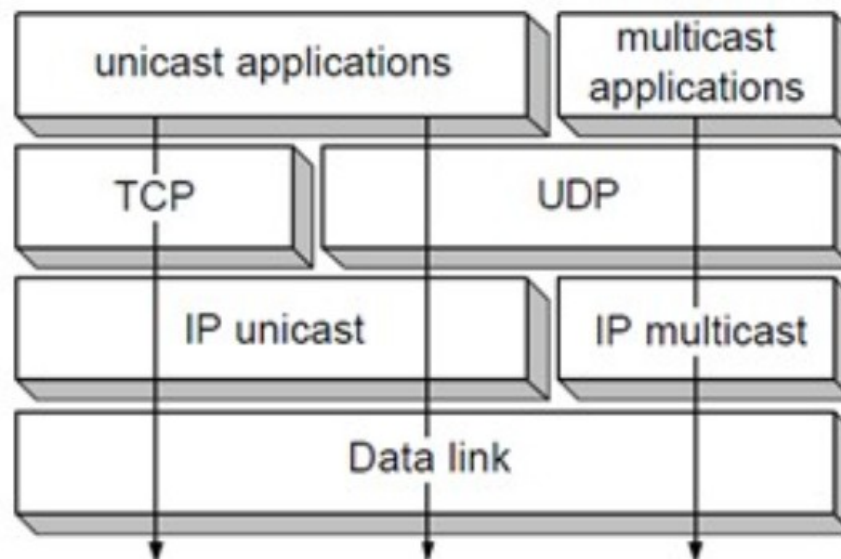 unicast applications
multicast
applications
TCP
UDP
IP unicast
IP multicast
Data link